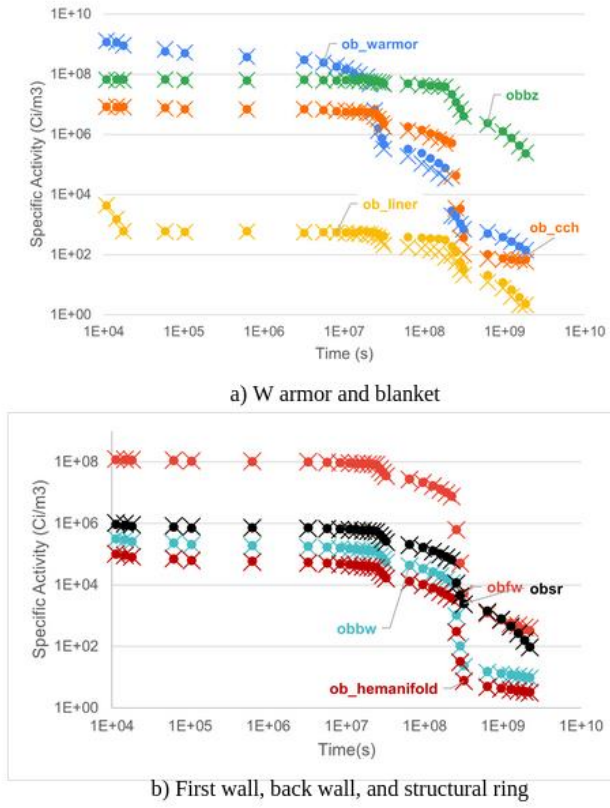 1E+10
1E+08
1E+06
1E+04
1E+02
1E+00
Specific Activity (Ci/m3)
ob_warmor
obbz
ob_liner
ob_cch
1E+04 1E+05 1E+06 1E+07 1E+08 1E+09 1E+10
Time (s)
a) W armor and blanket
1E+08
1E+06
1E+04
1E+02
1E+00
Specific Activity (Ci/m3)
obfw
obsr
obbw
ob_hemanifold
1E+04 1E+05 1E+06 1E+07 1E+08 1E+09 1E+10
Time(s)
b) First wall, back wall, and structural ring